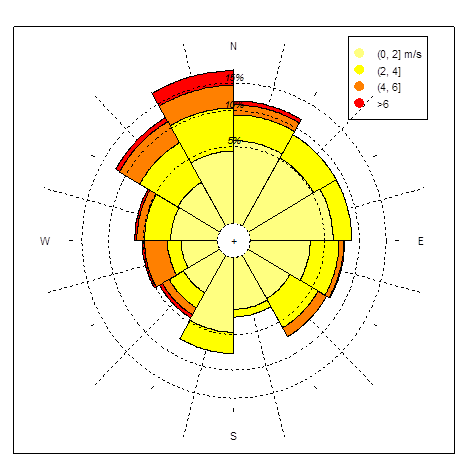 N
(0, 2] m/s
(2, 4]
(4, 6]
>6
15%
10%
5%
W
E
S